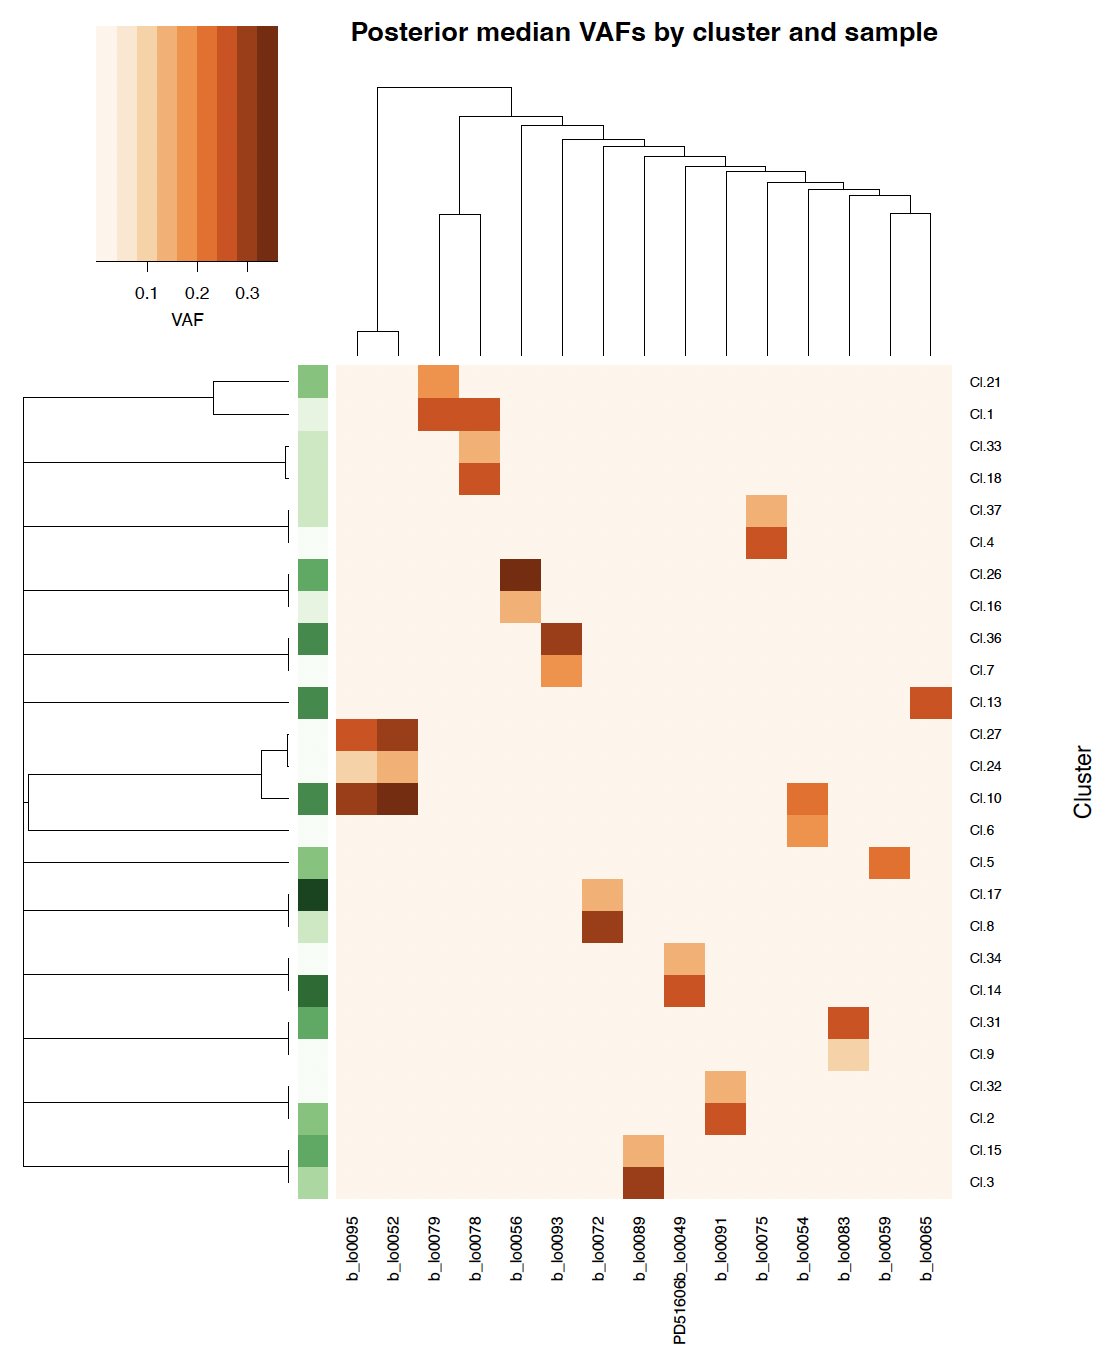 Posterior median VAFs by cluster and sample
0.1 0.2 0.3
VAF
Cl.21
Cl.1
Cl.33
Cl.18
Cl.37
Cl.4
Cl.26
Cl.16
Cl.36
Cl.7
Cl.13
Cl.27
Cl.24
Cl.10
Cl.6
Cl.5
Cl.17
Cl.8
Cl.34
Cl.14
Cl.31
Cl.9
Cl.32
Cl.2
Cl.15
Cl.3
Cluster
b_lo0095
b_lo0052
b_lo0079
b_lo0078
b_lo0056
b_lo0093
b_lo0072
b_lo0089
PD51606b_lo0049
b_lo0091
b_lo0075
b_lo0054
b_lo0083
b_lo0059
b_lo0065